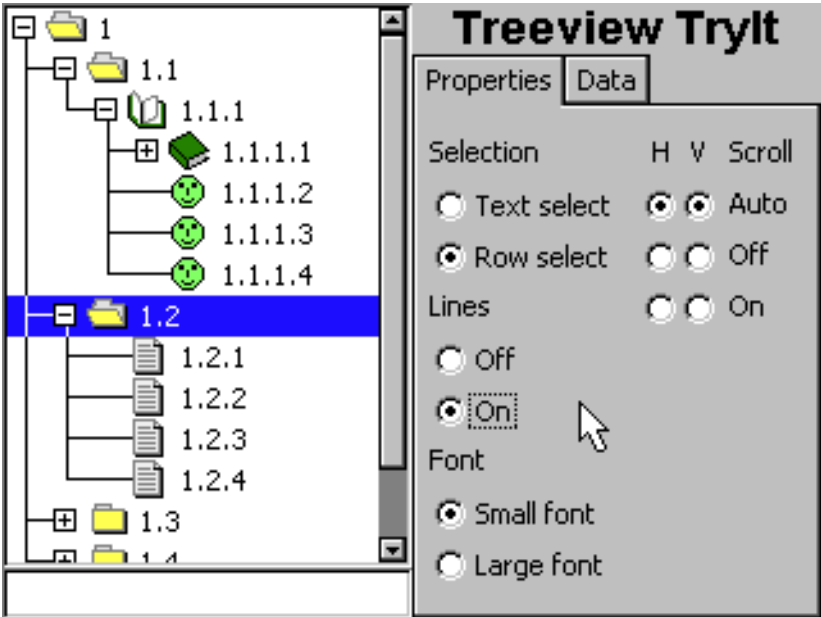 1
1.1
1.1.1
1.1.1.1
1.1.1.2
1.1.1.3
1.1.1.4
1.2
1.2.1
1.2.2
1.2.3
1.2.4
1.3
1.4
Treeview TryIt
Properties Data
Selection H V Scroll
Text select Auto
Row select Off
Lines On
Off
On
Font
Small font
Large font